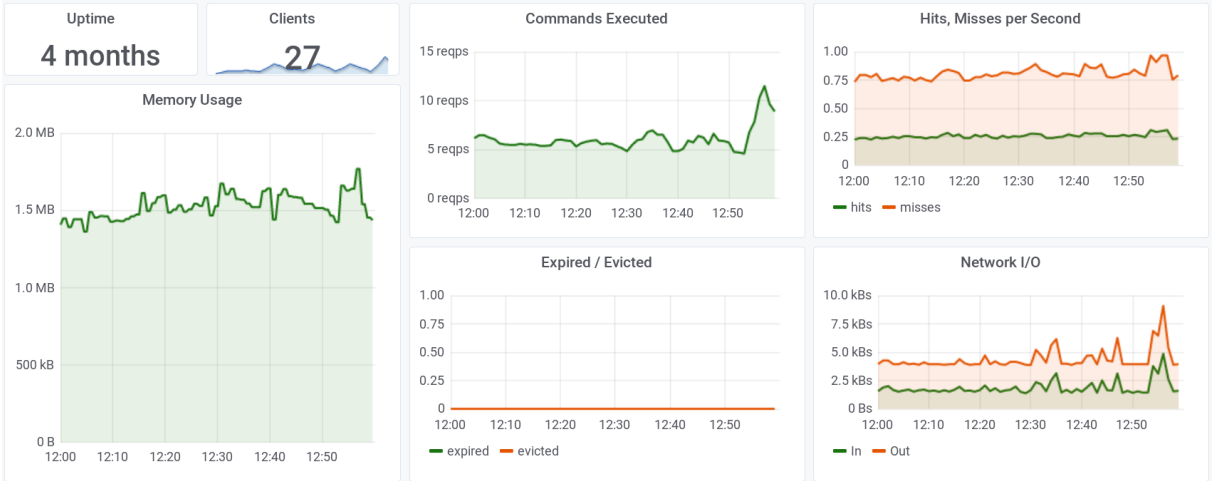 Uptime
4 months
Clients
27
Memory Usage
2.0 MB
1.5 MB
1.0 MB
500 kB
0 B
12:00 12:10 12:20 12:30 12:40 12:50
Commands Executed
15 reqps
10 reqps
5 reqps
0 reqps
12:00 12:10 12:20 12:30 12:40 12:50
Hits, Misses per Second
1.00
0.75
0.50
0.25
0
12:00 12:10 12:20 12:30 12:40 12:50
hits misses
Expired / Evicted
1.00
0.75
0.50
0.25
0
12:00 12:10 12:20 12:30 12:40 12:50
expired evicted
Network I/O
10.0 kBs
7.5 kBs
5.0 kBs
2.5 kBs
0 Bs
12:00 12:10 12:20 12:30 12:40 12:50
In Out